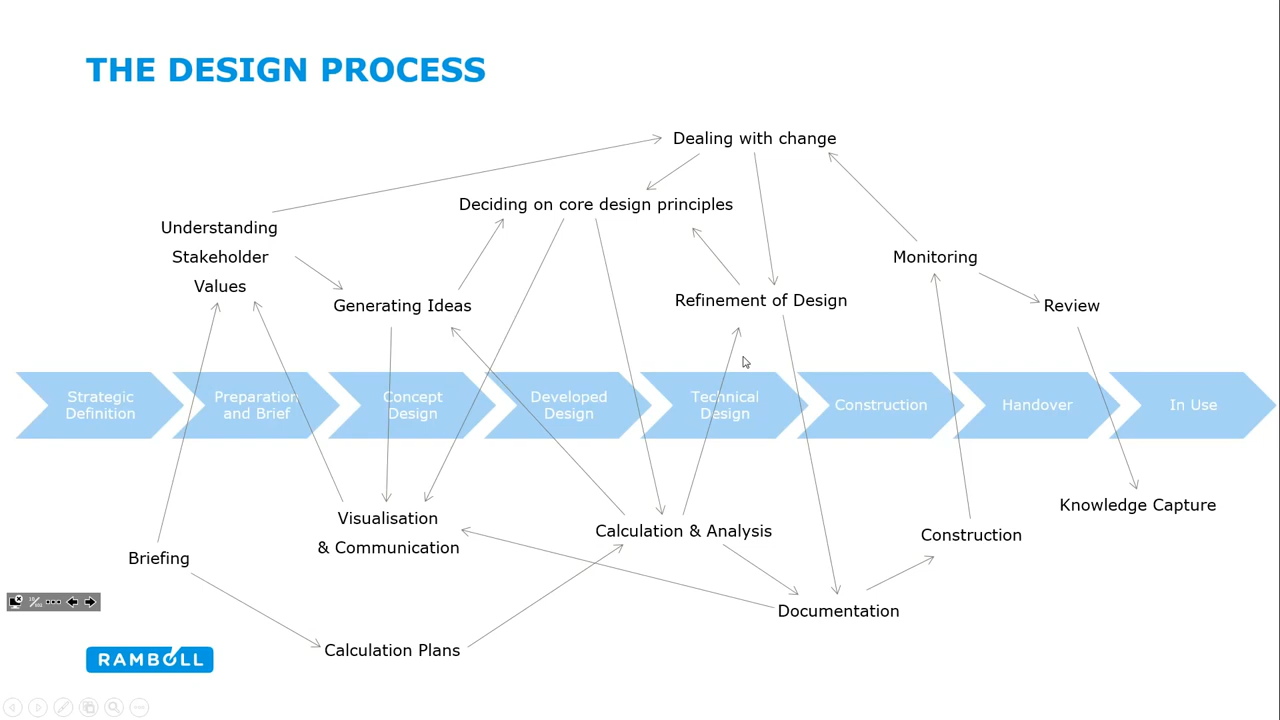 THE DESIGN PROCESS
Dealing with change
Deciding on core design principles
Understanding
Stakeholder
Values
Monitoring
Generating Ideas
Refinement of Design
Review
Strategic
Definition
Preparation
and Brief
Concept
Design
Developed
Design
Technical
Design
Construction
Handover
In Use
Knowledge Capture
Visualisation
& Communication
Calculation & Analysis
Construction
Briefing
Documentation
Calculation Plans
RAMBOLL